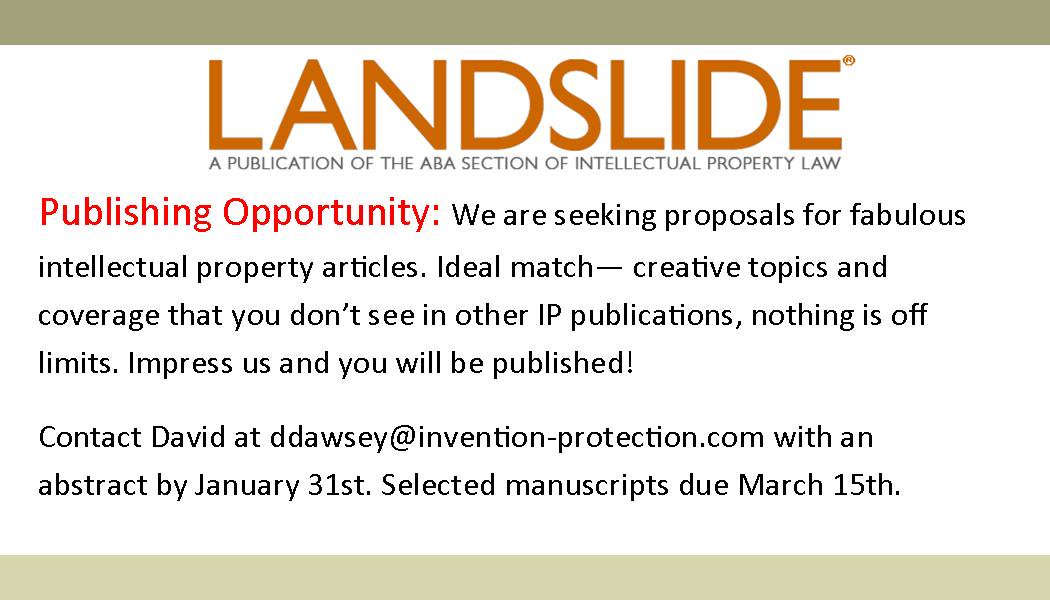 LANDSLIDE®
A PUBLICATION OF THE ABA SECTION OF INTELLECTUAL PROPERTY LAW
Publishing Opportunity: We are seeking proposals for fabulous
intellectual property articles. Ideal match— creative topics and
coverage that you don’t see in other IP publications, nothing is off
limits. Impress us and you will be published!
Contact David at ddawsey@invention-protection.com with an
abstract by January 31st. Selected manuscripts due March 15th.